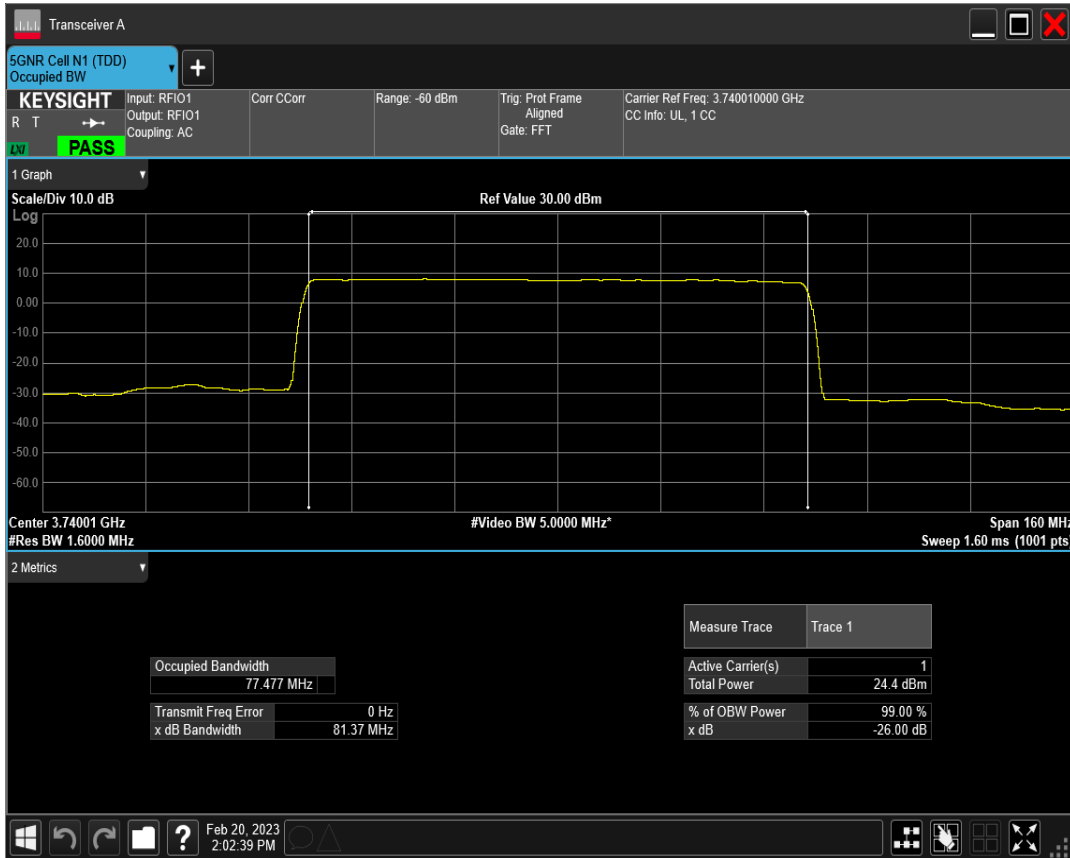 Transceiver A
5GNR Cell N1 (TDD)
Occupied BW
+
KEYSIGHT
R T
LXI
PASS
Input: RFIO1
Output: RFIO1
Coupling: AC
Corr CCorr
Range: -60 dBm
Trig: Prot Frame
Aligned
Gate: FFT
Carrier Ref Freq: 3.740010000 GHz
CC Info: UL, 1 CC
1 Graph
Scale/Div 10.0 dB
Ref Value 30.00 dBm
Log
20.0
10.0
0.00
-10.0
-20.0
-30.0
-40.0
-50.0
-60.0
Center 3.74001 GHz
#Video BW 5.0000 MHz*
Span 160 MHz
#Res BW 1.6000 MHz
Sweep 1.60 ms (1001 pts)
2 Metrics
Measure Trace Trace 1
Occupied Bandwidth
77.477 MHz
Active Carrier(s) 1
Total Power 24.4 dBm
Transmit Freq Error 0 Hz
x dB Bandwidth 81.37 MHz
% of OBW Power 99.00 %
x dB -26.00 dB
?
Feb 20, 2023
2:02:39 PM